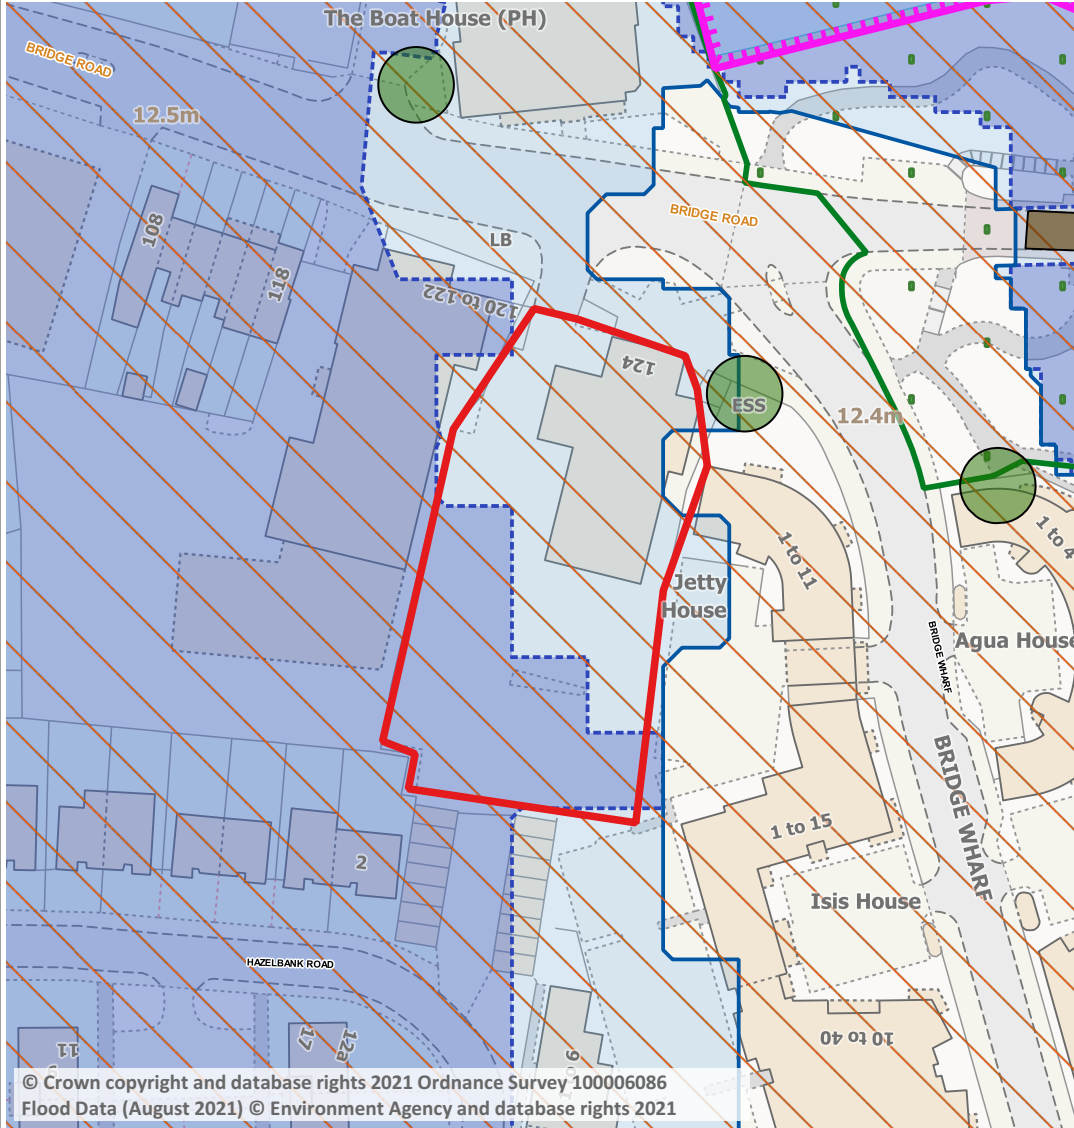 The Boat House (PH)
BRIDGE ROAD
12.5m
108
118
LB
BRIDGE ROAD
120 to 122
124
ESS
12.4m
1 to 4
1 to 11
Jetty
House
Agua House
BRIDGE WHARF
BRIDGE WHARF
1 to 15
2
Isis House
HAZELBANK ROAD
10 to 40
11
17
12a
© Crown copyright and database rights 2021 Ordnance Survey 100006086
Flood Data (August 2021) © Environment Agency and database rights 2021